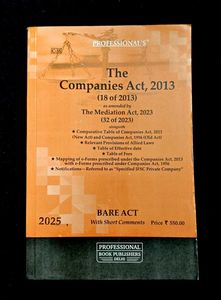 PROFESSIONAL'S
The
Companies Act, 2013
(18 of 2013)
as amended by
The Mediation Act, 2023
(32 of 2023)
alongwith
★ Comparative Table of Companies Act, 2013
(New Act) and Companies Act, 1956 (Old Act)
★ Relevant Provisions of Allied Laws
★ Table of Effective date
★ Table of Fees
★ Mapping of e-Forms prescribed under the Companies Act, 2013
with e-Forms prescribed under Companies Act, 1956
★ Notifications – Referred to as "Specified IFSC Private Company"
BARE ACT
2025
With Short Comments
Price ₹ 550.00
PROFESSIONAL
BOOK PUBLISHERS
DELHI